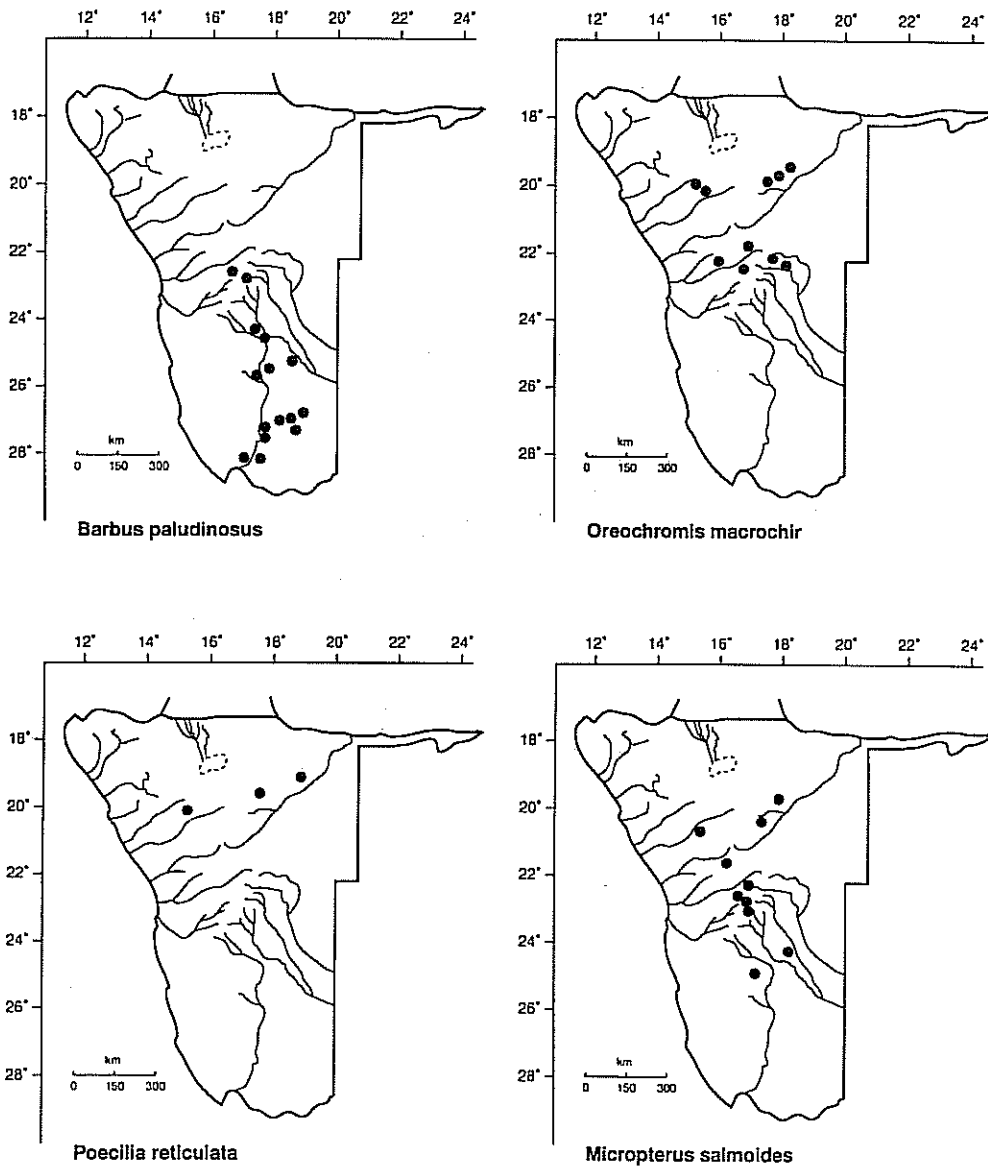 12° 14° 16° 18° 20° 22° 24°
18°
20°
22°
24°
26°
28°
km
0 150 300
Barbus paludinosus
12° 14° 16° 18° 20° 22° 24°
18°
20°
22°
24°
26°
28°
km
0 150 300
Oreochromis macrochir
12° 14° 16° 18° 20° 22° 24°
18°
20°
22°
24°
26°
28°
km
0 150 300
Poecilia reticulata
12° 14° 16° 18° 20° 22° 24°
18°
20°
22°
24°
26°
28°
km
0 150 300
Micropterus salmoides